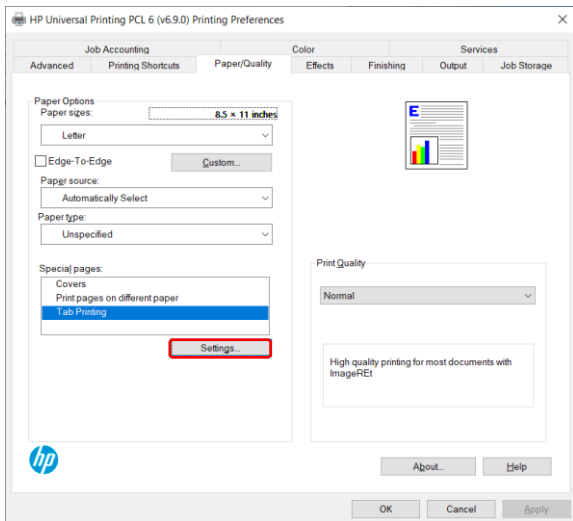 HP Universal Printing PCL 6 (v6.9.0) Printing Preferences
Job Accounting Color Services
Advanced Printing Shortcuts Paper/Quality Effects Finishing Output Job Storage
Paper Options
Paper sizes: 8.5 × 11 inches
Letter
Edge-To-Edge Custom...
Paper source:
Automatically Select
Paper type:
Unspecified
Special pages:
Covers
Print pages on different paper
Tab Printing
Settings...
E
Print Quality
Normal
High quality printing for most documents with
ImageREt
hp
About... Help
OK Cancel Apply